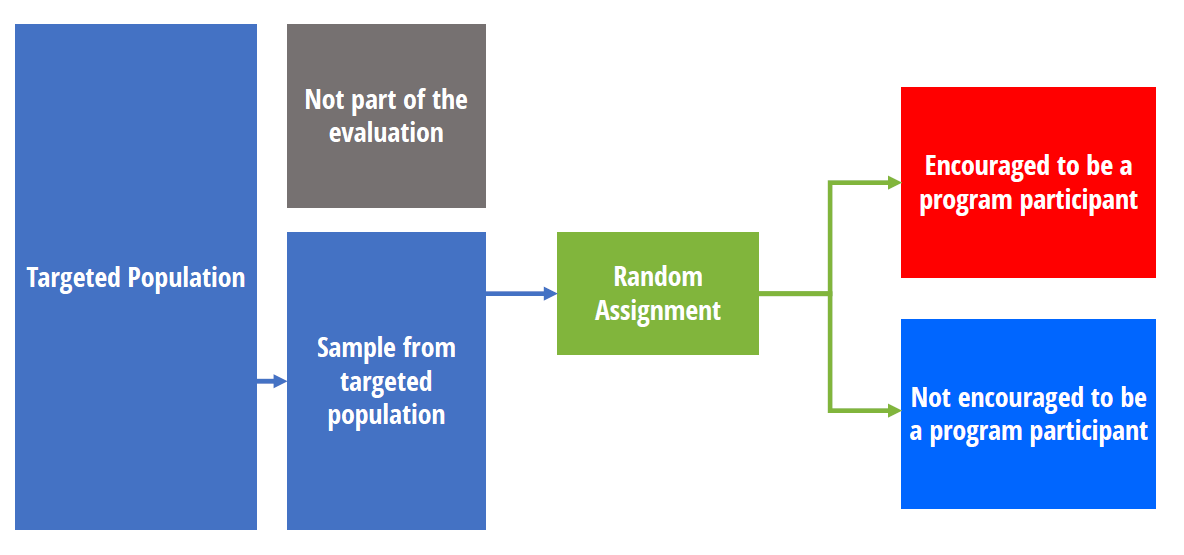 Targeted Population
Not part of the
evaluation
Sample from
targeted
population
Random
Assignment
Encouraged to be a
program participant
Not encouraged to be
a program participant